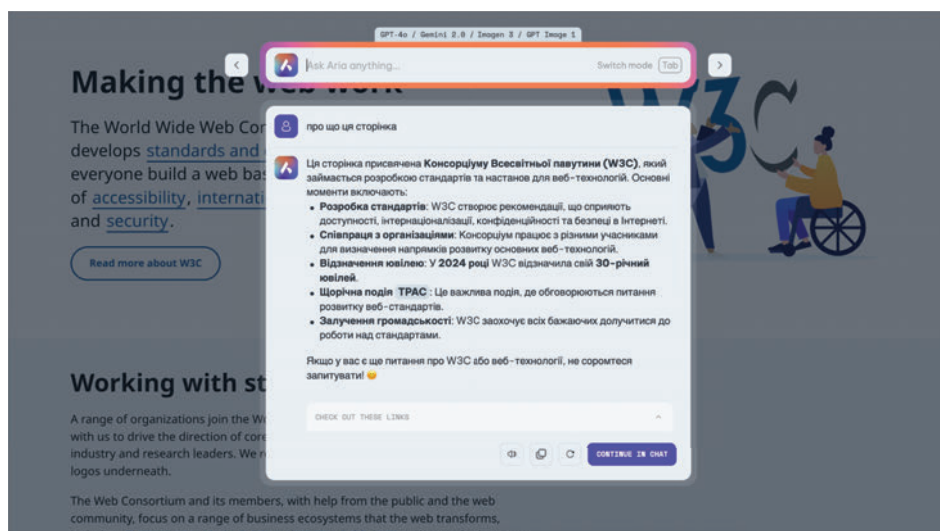 GPT-4o / Gemini 2.0 / Imagen 3 / GPT Image 1
Ask Aria anything...
Switch mode Tab
Making the web work
The World Wide Web Con
develops standards and
everyone build a web bas
of accessibility, internati
and security.
Read more about W3C
W3C
про що ця сторінка
Ця сторінка присвячена Консорціуму Всесвітньої павутини (W3C), який
займається розробкою стандартів та настанов для веб-технологій. Основні
моменти включають:
• Розробка стандартів: W3C створює рекомендації, що сприяють
доступності, інтернаціоналізації, конфіденційності та безпеці в Інтернеті.
• Співпраця з організаціями: Консорціум працює з різними учасниками
для визначення напрямків розвитку основних веб-технологій.
• Відзначення ювілею: У 2024 році W3C відзначила свій 30-річний
ювілей.
• Щорічна подія TPAC : Це важлива подія, де обговорюються питання
розвитку веб-стандартів.
• Залучення громадськості: W3C заохочує всіх бажаючих долучитися до
роботи над стандартами.
Якщо у вас є ще питання про W3C або веб-технології, не соромтеся
запитувати! 😊
CHECK OUT THESE LINKS
CONTINUE IN CHAT
Working with st
A range of organizations join the W
with us to drive the direction of core
industry and research leaders. We r
logos underneath.
The Web Consortium and its members, with help from the public and the web
community, focus on a range of business ecosystems that the web transforms,